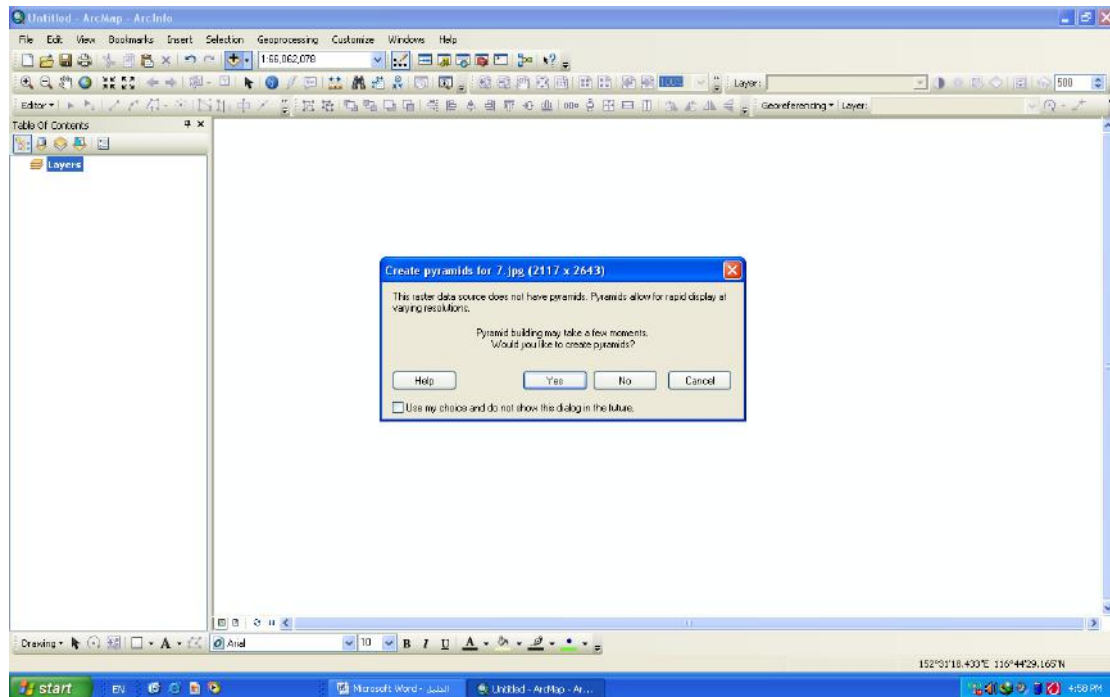 Untitled - ArcMap - ArcInfo
File Edit View Bookmarks Insert Selection Geoprocessing Customize Windows Help
1:66,062,078
100% Layer: 500
Editor Georeferencing Layer:
Table Of Contents
Layers
Create pyramids for 7.jpg (2117 x 2643)
This raster data source does not have pyramids. Pyramids allow for rapid display at
varying resolutions.
Pyramid building may take a few moments.
Would you like to create pyramids?
Help Yes No Cancel
Use my choice and do not show this dialog in the future.
Drawing A Arial 10 B I U A
152°31'18.433"E 116°44'29.165"N
start EN Microsoft Word - الدليل Untitled - ArcMap - Ar... 4:58 PM